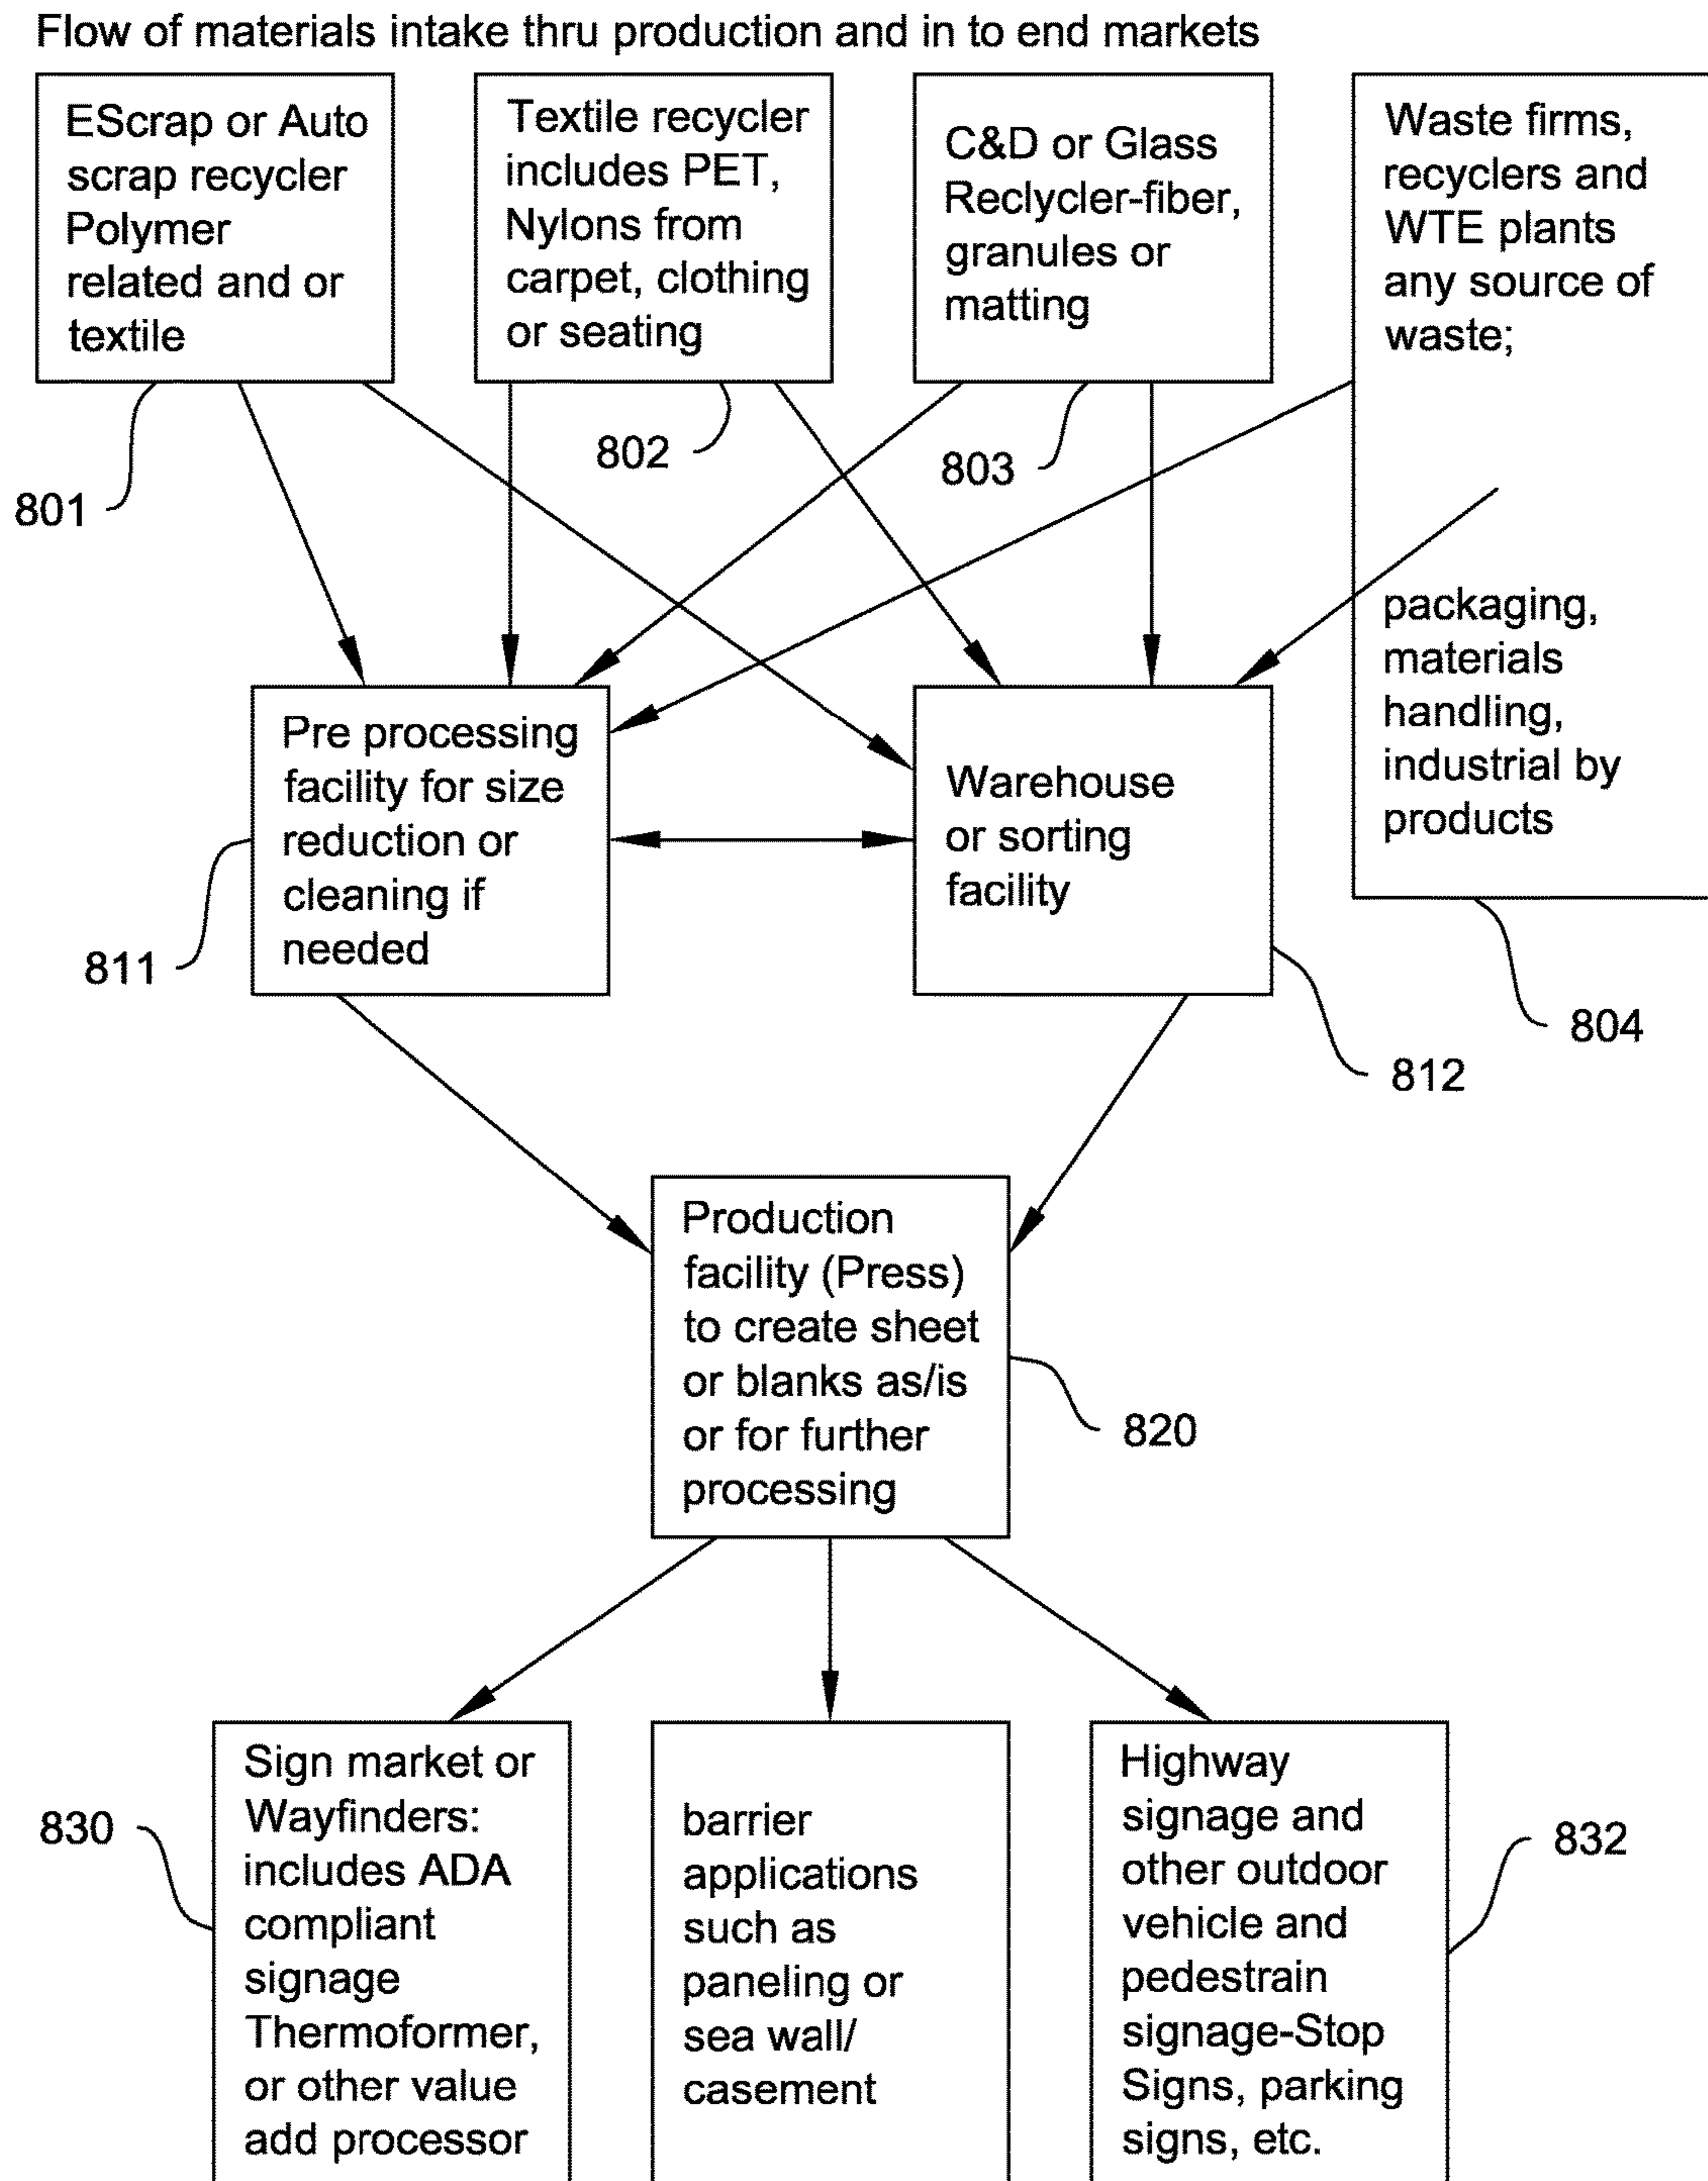 Flow of materials intake thru production and in to end markets
EScrap or Auto
scrap recycler
Polymer
related and or
textile
Textile recycler
includes PET,
Nylons from
carpet, clothing
or seating
C&D or Glass
Reclycler-fiber,
granules or
matting
Waste firms,
recyclers and
WTE plants
any source of
waste;
packaging,
materials
handling,
industrial by
products
801
802
803
804
Pre processing
facility for size
reduction or
cleaning if
needed
811
Warehouse
or sorting
facility
812
Production
facility (Press)
to create sheet
or blanks as/is
or for further
processing
820
Sign market or
Wayfinders:
includes ADA
compliant
signage
Thermoformer,
or other value
add processor
830
barrier
applications
such as
paneling or
sea wall/
casement
Highway
signage and
other outdoor
vehicle and
pedestrain
signage-Stop
Signs, parking
signs, etc.
832